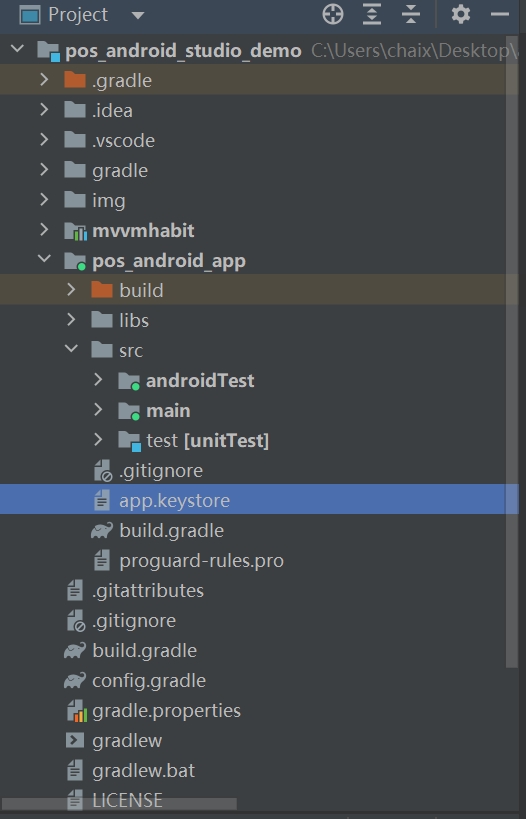 Project
pos_android_studio_demo C:\Users\chaix\Desktop\
.gradle
.idea
.vscode
gradle
img
mvvmhabit
pos_android_app
build
libs
src
androidTest
main
test [unitTest]
.gitignore
app.keystore
build.gradle
proguard-rules.pro
.gitattributes
.gitignore
build.gradle
config.gradle
gradle.properties
gradlew
gradlew.bat
LICENSE